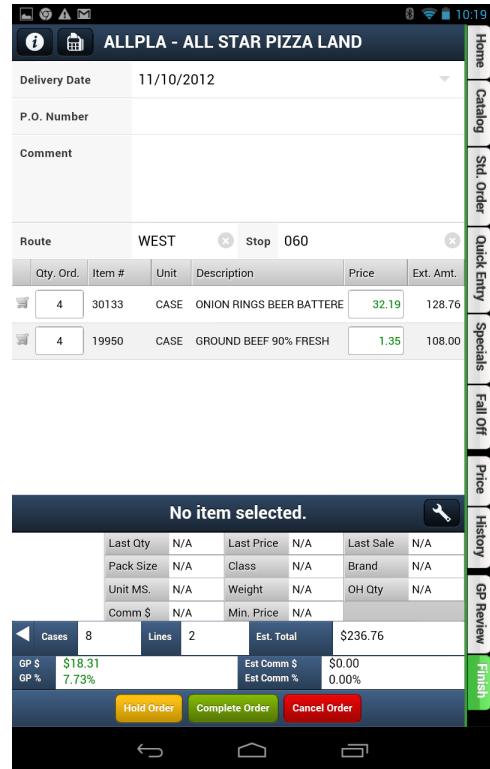 10:19
ALLPLA - ALL STAR PIZZA LAND
Delivery Date 11/10/2012
P.O. Number
Comment
Route WEST Stop 060
Qty. Ord. Item # Unit Description Price Ext. Amt.
4 30133 CASE ONION RINGS BEER BATTERE 32.19 128.76
4 19950 CASE GROUND BEEF 90% FRESH 1.35 108.00
No item selected.
Last Qty N/A Last Price N/A Last Sale N/A
Pack Size N/A Class N/A Brand N/A
Unit MS. N/A Weight N/A OH Qty N/A
Comm $ N/A Min. Price N/A
Cases 8 Lines 2 Est. Total $236.76
GP $ $18.31 Est Comm $ $0.00
GP % 7.73% Est Comm % 0.00%
Hold Order Complete Order Cancel Order
Home
Catalog
Std. Order
Quick Entry
Specials
Fall Off
Price
History
GP Review
Finish